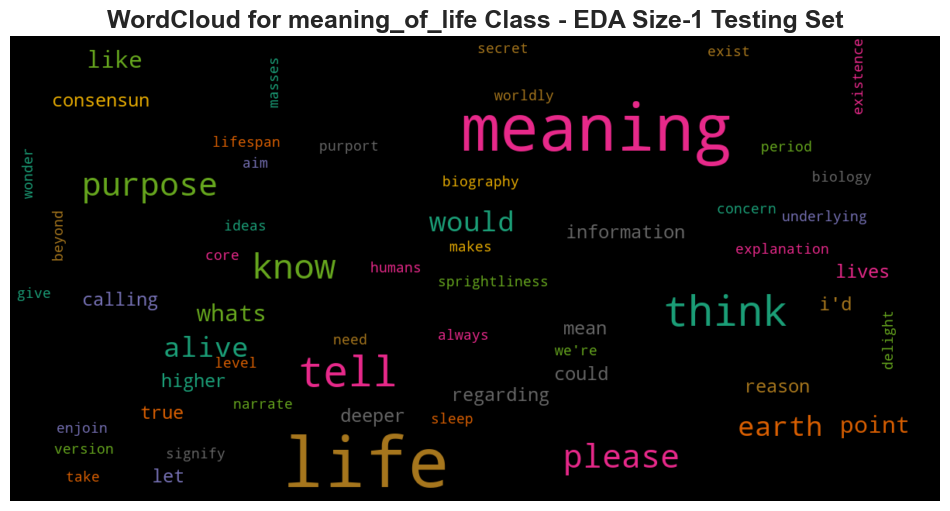 WordCloud for meaning_of_life Class - EDA Size-1 Testing Set
secret
exist
existence
like
masses
consensun
worldly
meaning
lifespan
purport
period
wonder
aim
purpose
biography
biology
beyond
ideas
would
information
concern
underlying
core
know
humans
makes
explanation
lives
give
calling
sprightliness
whats
think
i'd
alive
need
always
mean
we're
delight
level
higher
tell
could
reason
true
narrate
deeper
regarding
sleep
earth
point
enjoin
version
signify
life
please
take
let